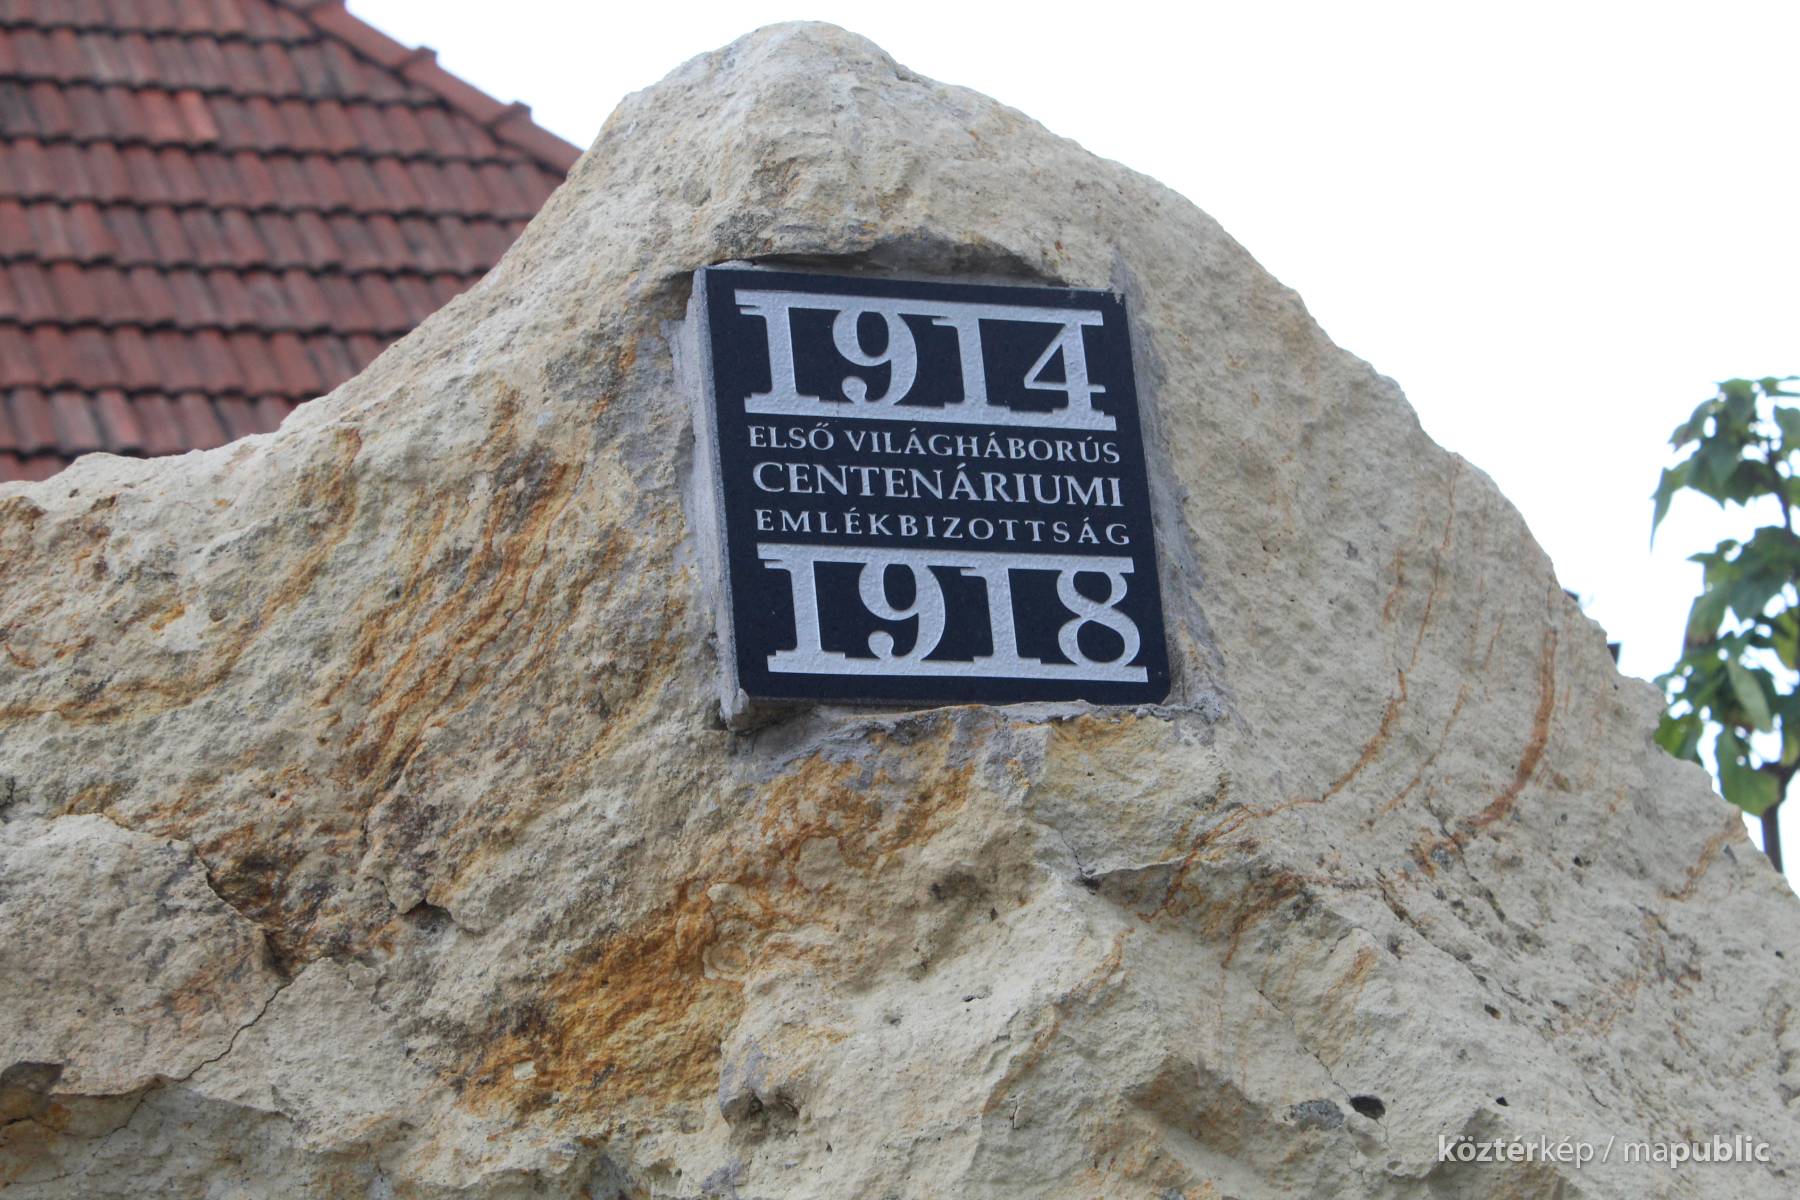 1914
ELSŐ VILÁGHÁBORÚS
CENTENÁRIUMI
EMLÉKBIZOTTSÁG
1918
köztérkép / mapublic